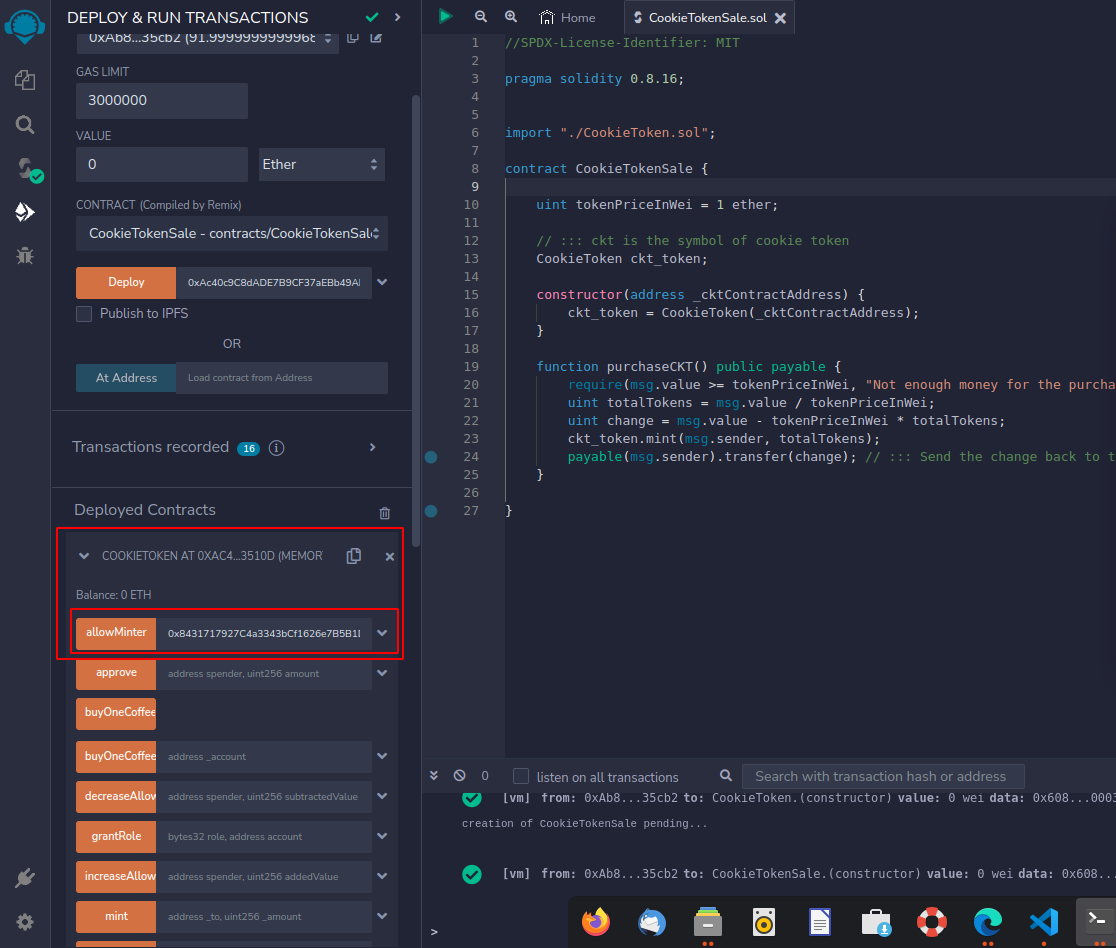 DEPLOY & RUN TRANSACTIONS
0xAb8...35cb2 (91.999999999999
GAS LIMIT
3000000
VALUE
0
Ether
CONTRACT (Compiled by Remix)
CookieTokenSale - contracts/CookieTokenSal
Deploy
0xAc40c9C8dADE7B9CF37aEBb49A
Publish to IPFS
OR
At Address
Load contract from Address
Transactions recorded 16 i
Deployed Contracts
COOKIETOKEN AT 0XAC4...3510D (MEMOR
Balance: 0 ETH
allowMinter
0x8431717927C4a3343bCf1626e7B5B1
approve
address spender, uint256 amount
buyOneCoffee
buyOneCoffee
address _account
decreaseAllow
address spender, uint256 subtractedValue
grantRole
bytes32 role, address account
increaseAllow
address spender, uint256 addedValue
mint
address _to, uint256 _amount
Home
CookieTokenSale.sol
1 //SPDX-License-Identifier: MIT
2
3 pragma solidity 0.8.16;
4
5
6 import "./CookieToken.sol";
7
8 contract CookieTokenSale {
9
10 uint tokenPriceInWei = 1 ether;
11
12 // ::: ckt is the symbol of cookie token
13 CookieToken ckt_token;
14
15 constructor(address _cktContractAddress) {
16 ckt_token = CookieToken(_cktContractAddress);
17 }
18
19 function purchaseCKT() public payable {
20 require(msg.value >= tokenPriceInWei, "Not enough money for the purcha
21 uint totalTokens = msg.value / tokenPriceInWei;
22 uint change = msg.value - tokenPriceInWei * totalTokens;
23 ckt_token.mint(msg.sender, totalTokens);
24 payable(msg.sender).transfer(change); // ::: Send the change back to t
25 }
26
27 }
0
listen on all transactions
Search with transaction hash or address
[vm] from: 0xAb8...35cb2 to: CookieToken.(constructor) value: 0 wei data: 0x608...0003
creation of CookieTokenSale pending...
[vm] from: 0xAb8...35cb2 to: CookieTokenSale.(constructor) value: 0 wei data: 0x608...
>